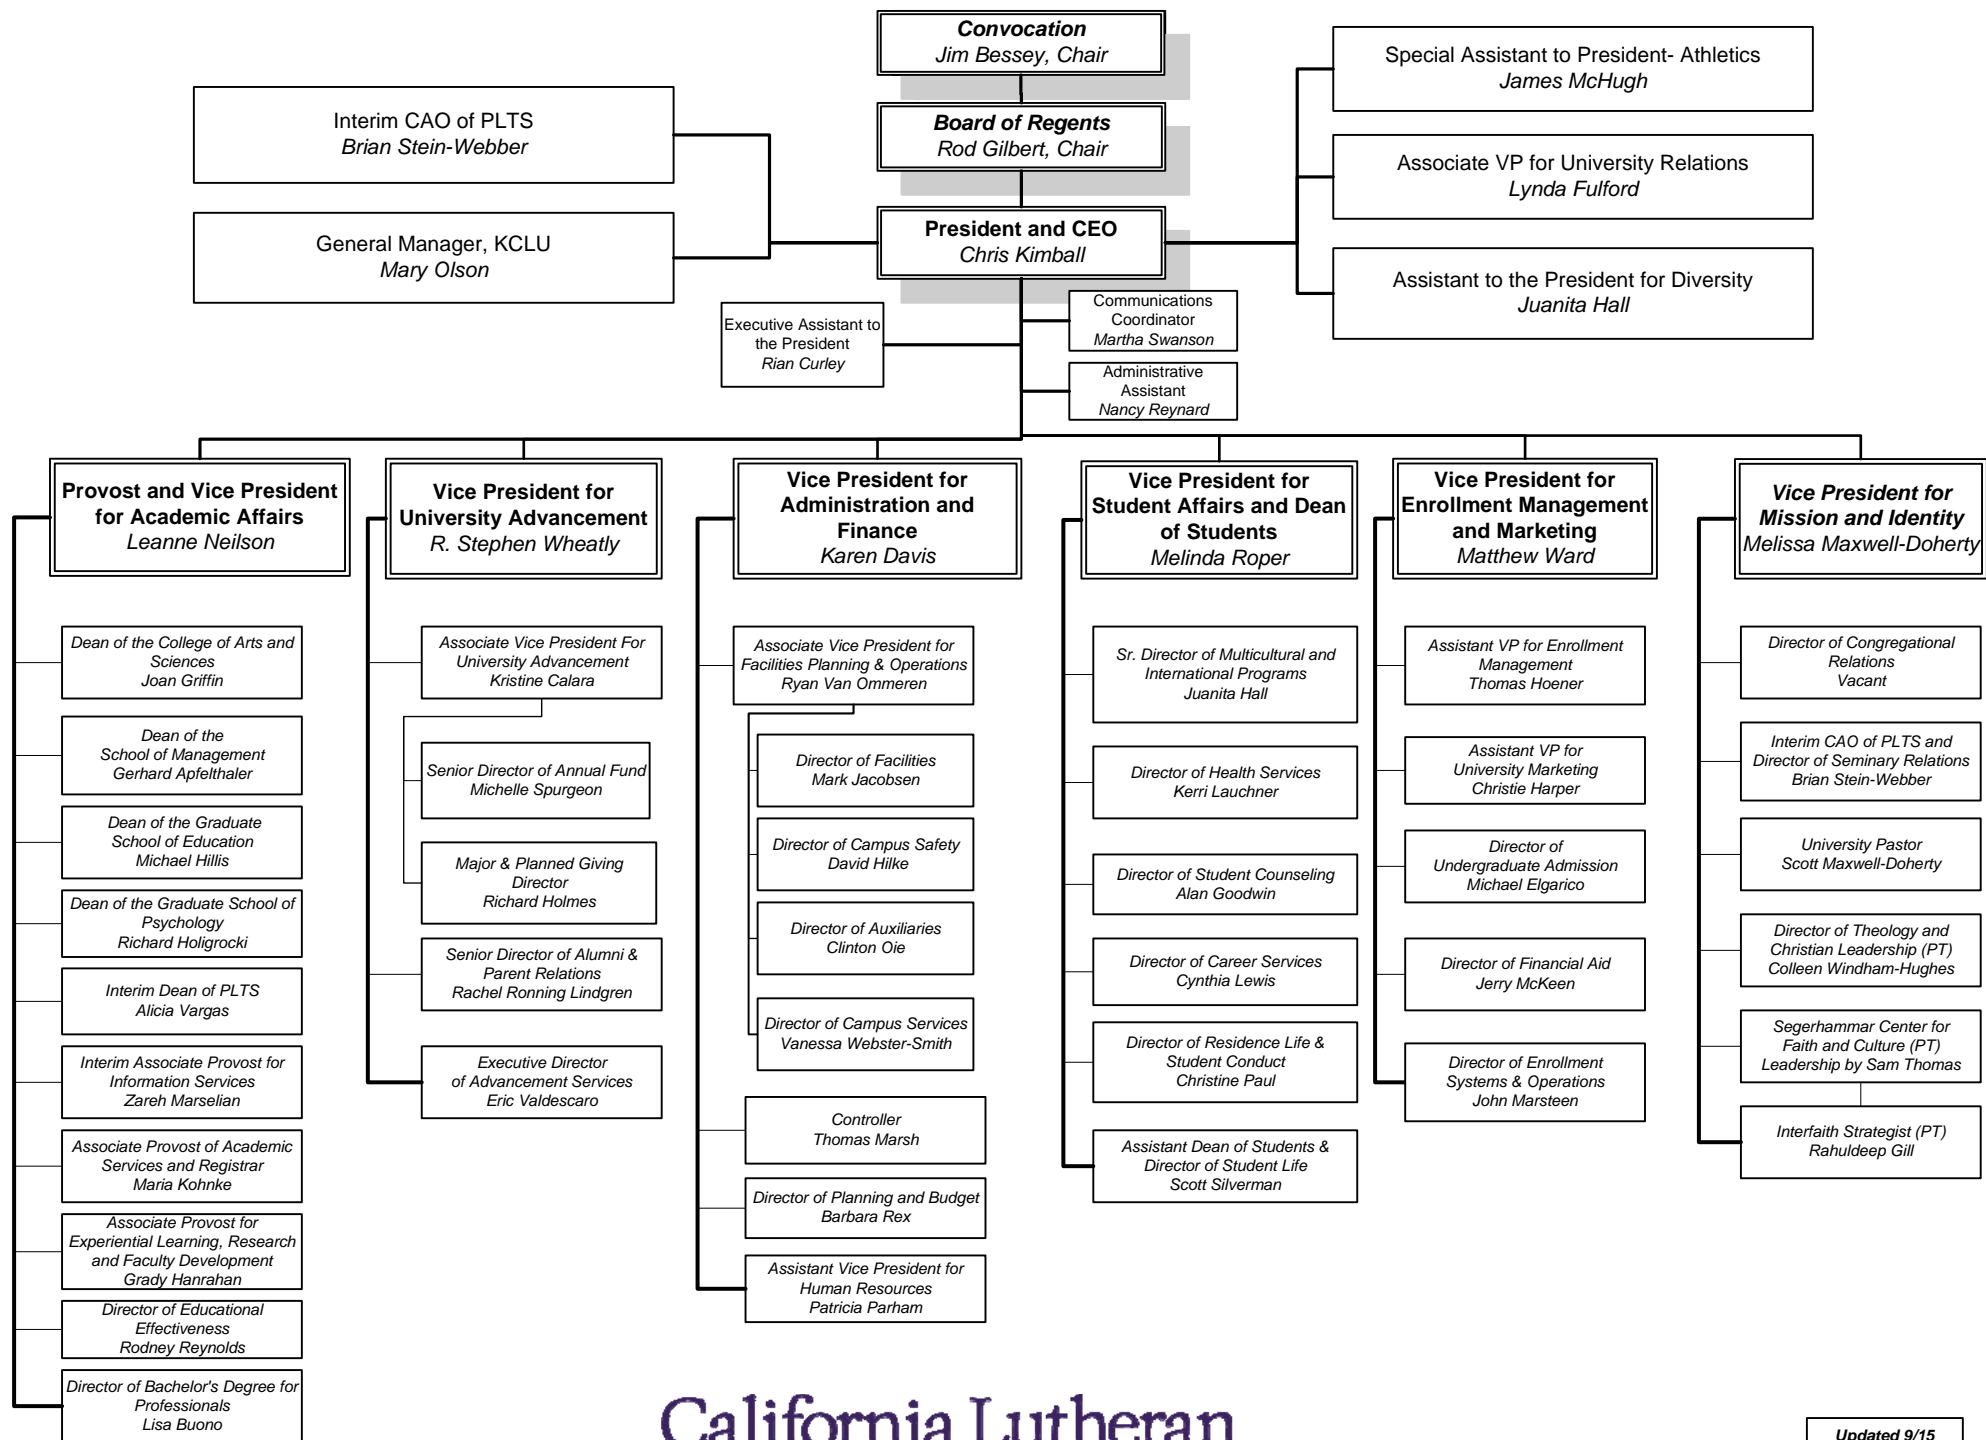 Convocation
Jim Bessey, Chair
Board of Regents
Rod Gilbert, Chair
President and CEO
Chris Kimball
Interim CAO of PLTS
Brian Stein-Webber
General Manager, KCLU
Mary Olson
Special Assistant to President- Athletics
James McHugh
Associate VP for University Relations
Lynda Fulford
Assistant to the President for Diversity
Juanita Hall
Executive Assistant to
the President
Rian Curley
Communications
Coordinator
Martha Swanson
Administrative
Assistant
Nancy Reynard
Provost and Vice President
for Academic Affairs
Leanne Neilson
Dean of the College of Arts and
Sciences
Joan Griffin
Dean of the
School of Management
Gerhard Apfelthaler
Dean of the Graduate
School of Education
Michael Hillis
Dean of the Graduate School of
Psychology
Richard Holigrocki
Interim Dean of PLTS
Alicia Vargas
Interim Associate Provost for
Information Services
Zareh Marselian
Associate Provost of Academic
Services and Registrar
Maria Kohnke
Associate Provost for
Experiential Learning, Research
and Faculty Development
Grady Hanrahan
Director of Educational
Effectiveness
Rodney Reynolds
Director of Bachelor's Degree for
Professionals
Lisa Buono
Vice President for
University Advancement
R. Stephen Wheatly
Associate Vice President For
University Advancement
Kristine Calara
Senior Director of Annual Fund
Michelle Spurgeon
Major & Planned Giving
Director
Richard Holmes
Senior Director of Alumni &
Parent Relations
Rachel Ronning Lindgren
Executive Director
of Advancement Services
Eric Valdescaro
Vice President for
Administration and
Finance
Karen Davis
Associate Vice President for
Facilities Planning & Operations
Ryan Van Ommeren
Director of Facilities
Mark Jacobsen
Director of Campus Safety
David Hilke
Director of Auxiliaries
Clinton Oie
Director of Campus Services
Vanessa Webster-Smith
Controller
Thomas Marsh
Director of Planning and Budget
Barbara Rex
Assistant Vice President for
Human Resources
Patricia Parham
Vice President for
Student Affairs and Dean
of Students
Melinda Roper
Sr. Director of Multicultural and
International Programs
Juanita Hall
Director of Health Services
Kerri Lauchner
Director of Student Counseling
Alan Goodwin
Director of Career Services
Cynthia Lewis
Director of Residence Life &
Student Conduct
Christine Paul
Assistant Dean of Students &
Director of Student Life
Scott Silverman
Vice President for
Enrollment Management
and Marketing
Matthew Ward
Assistant VP for Enrollment
Management
Thomas Hoener
Assistant VP for
University Marketing
Christie Harper
Director of
Undergraduate Admission
Michael Elgarico
Director of Financial Aid
Jerry McKeen
Director of Enrollment
Systems & Operations
John Marsteen
Vice President for
Mission and Identity
Melissa Maxwell-Doherty
Director of Congregational
Relations
Vacant
Interim CAO of PLTS and
Director of Seminary Relations
Brian Stein-Webber
University Pastor
Scott Maxwell-Doherty
Director of Theology and
Christian Leadership (PT)
Colleen Windham-Hughes
Segerhammar Center for
Faith and Culture (PT)
Leadership by Sam Thomas
Interfaith Strategist (PT)
Rahuldeep Gill
California Lutheran
Updated 9/15